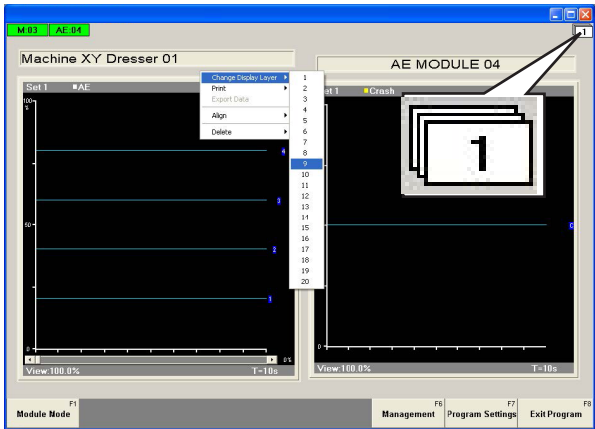 M:03 AE:04
1
Machine XY Dresser 01
AE MODULE 04
Set 1 AE
100
%
50
0
4
3
2
1
0%
View:100.0% T=10s
Change Display Layer
Print
Export Data
Align
Delete
1
2
3
4
5
6
7
8
9
10
11
12
13
14
15
16
17
18
19
20
et 1 Crash
1
0
0
View:100.0% T=10s
F1
Module Node
F6
Management
F7
Program Settings
F8
Exit Program